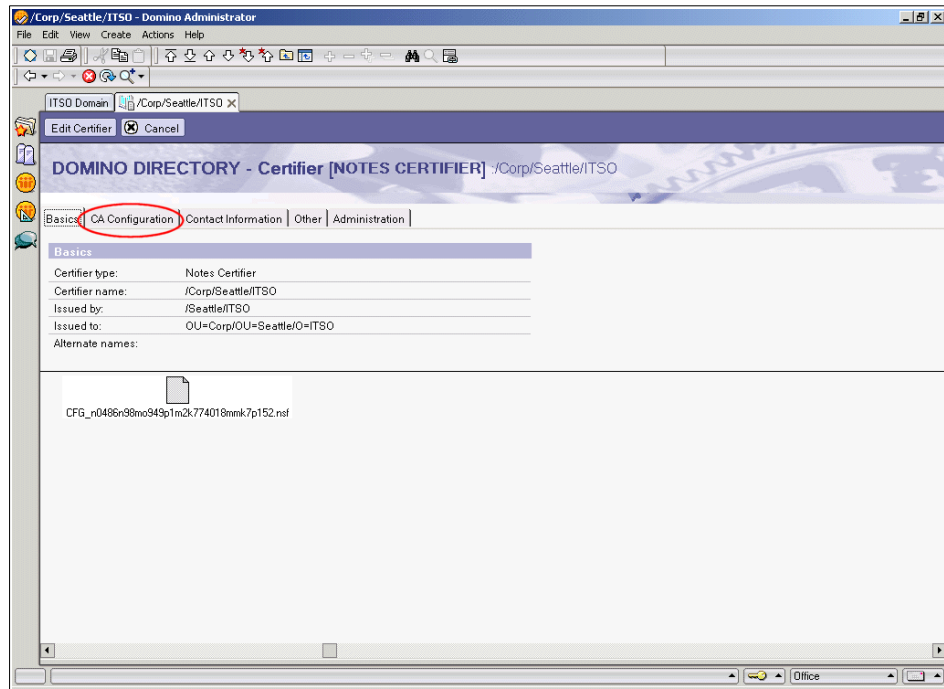 /Corp/Seattle/ITSO - Domino Administrator
File Edit View Create Actions Help
ITSO Domain /Corp/Seattle/ITSO
Edit Certifier Cancel
DOMINO DIRECTORY - Certifier [NOTES CERTIFIER] :/Corp/Seattle/ITSO
Basics CA Configuration Contact Information Other Administration
Basics
Certifier type: Notes Certifier
Certifier name: /Corp/Seattle/ITSO
Issued by: /Seattle/ITSO
Issued to: OU=Corp/OU=Seattle/O=ITSO
Alternate names:
CFG_n0486n98mo949p1m2k774018mmk7p152.nsf
Office